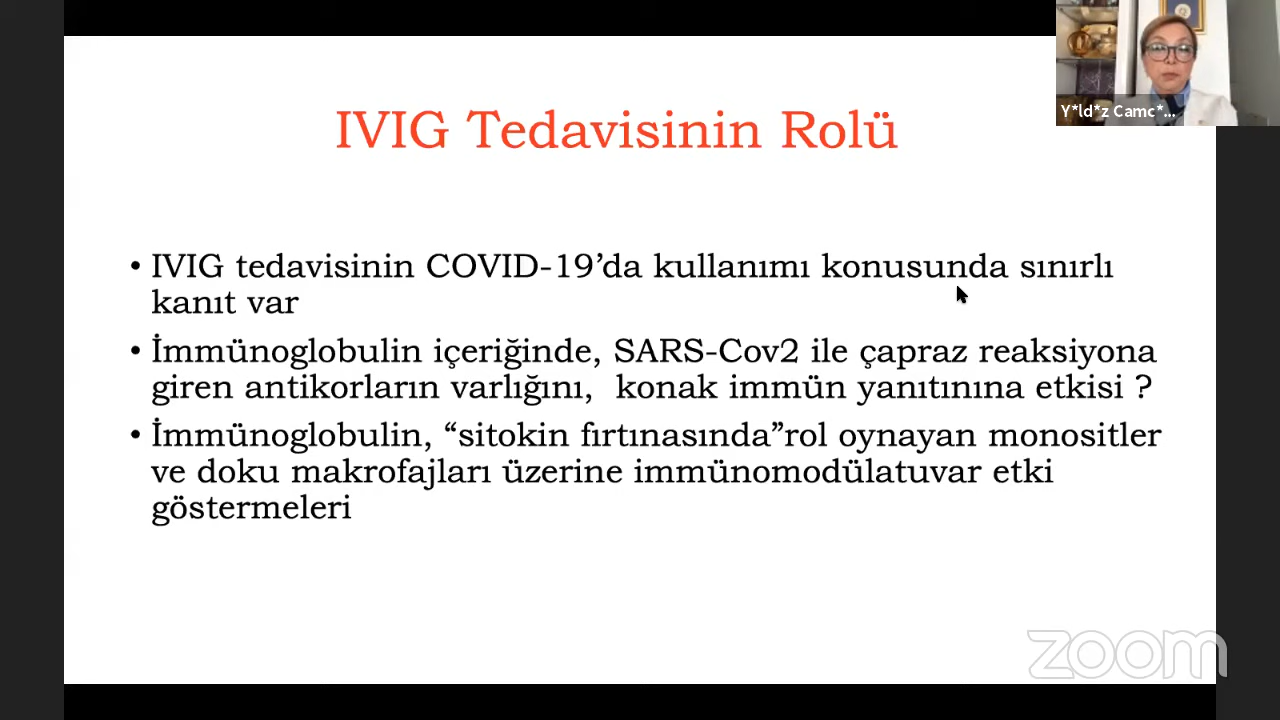 Y*ld*z Camc*...
IVIG Tedavisinin Rolü
• IVIG tedavisinin COVID-19’da kullanımı konusunda sınırlı
kanıt var
• İmmünoglobulin içeriğinde, SARS-Cov2 ile çapraz reaksiyona
giren antikorların varlığını,  konak immün yanıtınına etkisi ?
• İmmünoglobulin, “sitokin fırtınasında”rol oynayan monositler
ve doku makrofajları üzerine immünomodülatuvar etki
göstermeleri
zoom